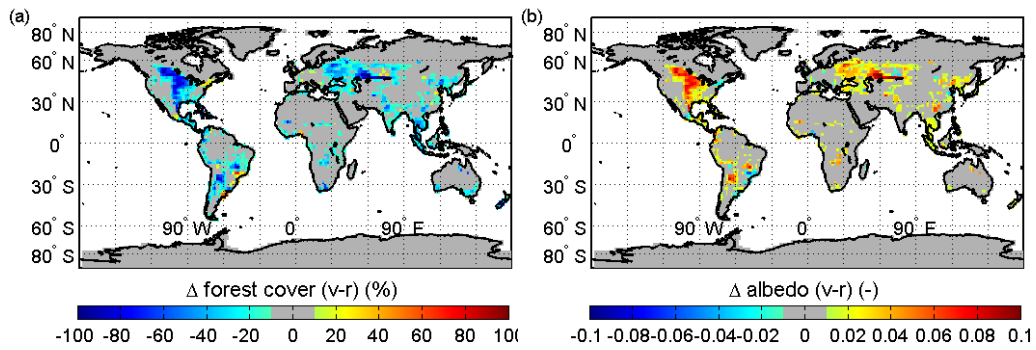 (a)
80° N
60° N
30° N
0°
30° S
60° S
80° S
90° W 0° 90° E
Δ forest cover (v-r) (%)
-100 -80 -60 -40 -20 0 20 40 60 80 100
(b)
80° N
60° N
30° N
0°
30° S
60° S
80° S
90° W 0° 90° E
Δ albedo (v-r) (-)
-0.1 -0.08 -0.06 -0.04 -0.02 0 0.02 0.04 0.06 0.08 0.1